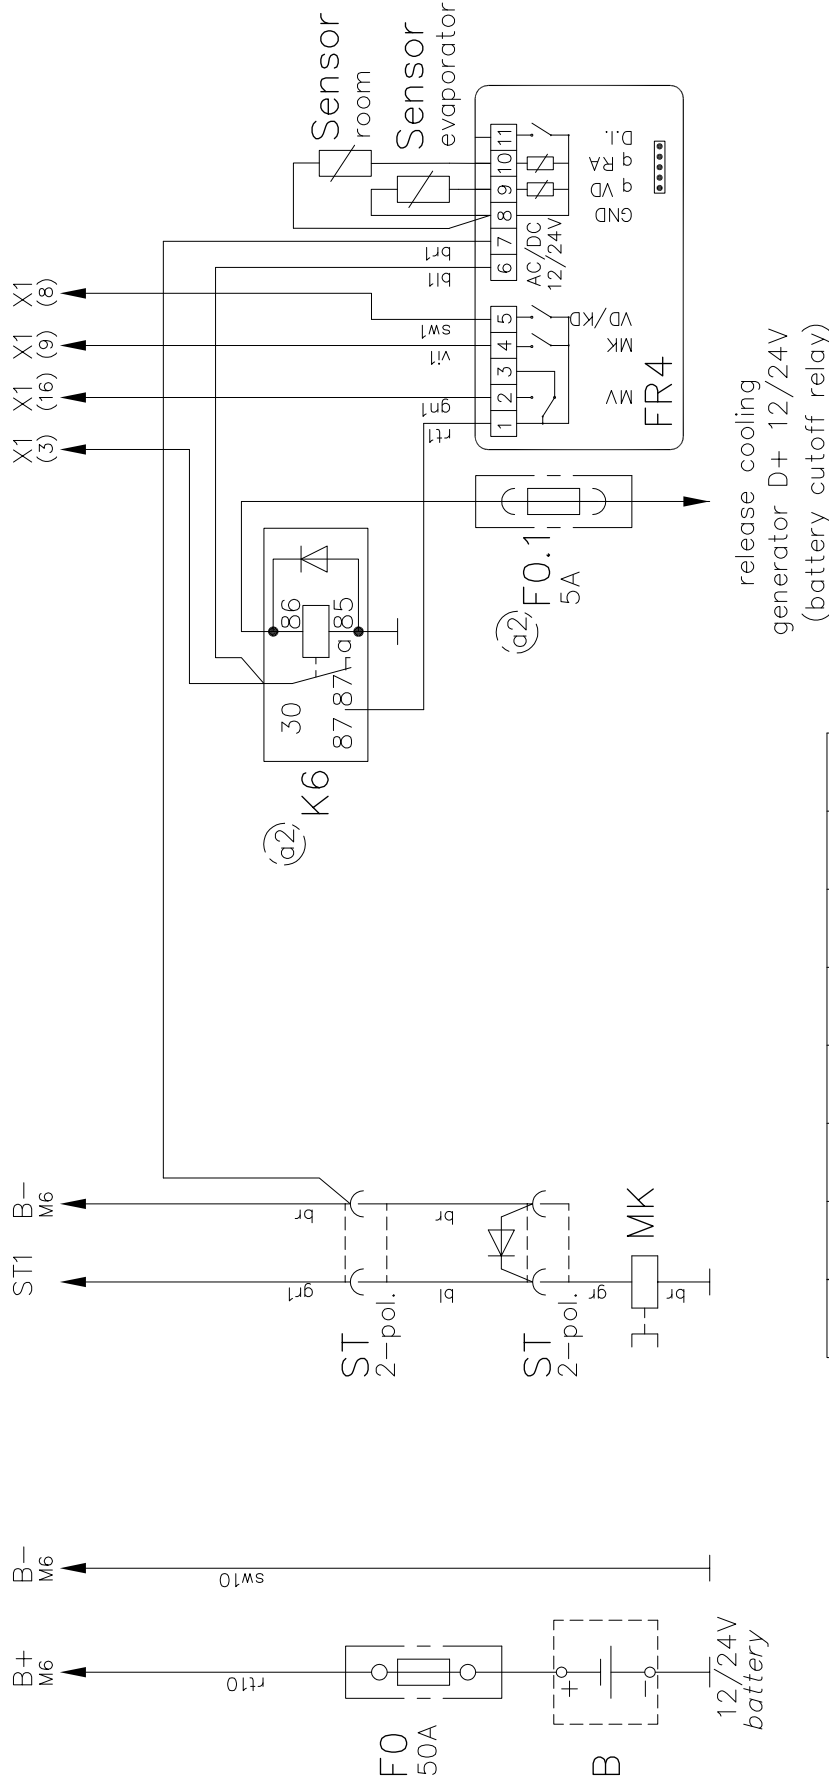 B+
M6
rt10
F0
50A
B
+
−
12/24V
battery
B−
M6
sw10
ST1
gr1
ST
2-pol.
bl
ST
2-pol.
gr
br
MK
B−
M6
br
br
X1
(3)
X1
(16)
X1
(9)
X1
(8)
(a2)
K6
30
87
87
a
86
85
(a2)
F0.1
5A
release cooling
generator D+ 12/24V
(battery cutoff relay)
rt1
gn1
vi1
sw1
bl1
br1
1
2
3
4
5
6
7
8
9
10
11
AC/DC
12/24V
MV
MK
VD/KD
GND
q VD
q RA
D.I.
FR4
Sensor
room
Sensor
evaporator